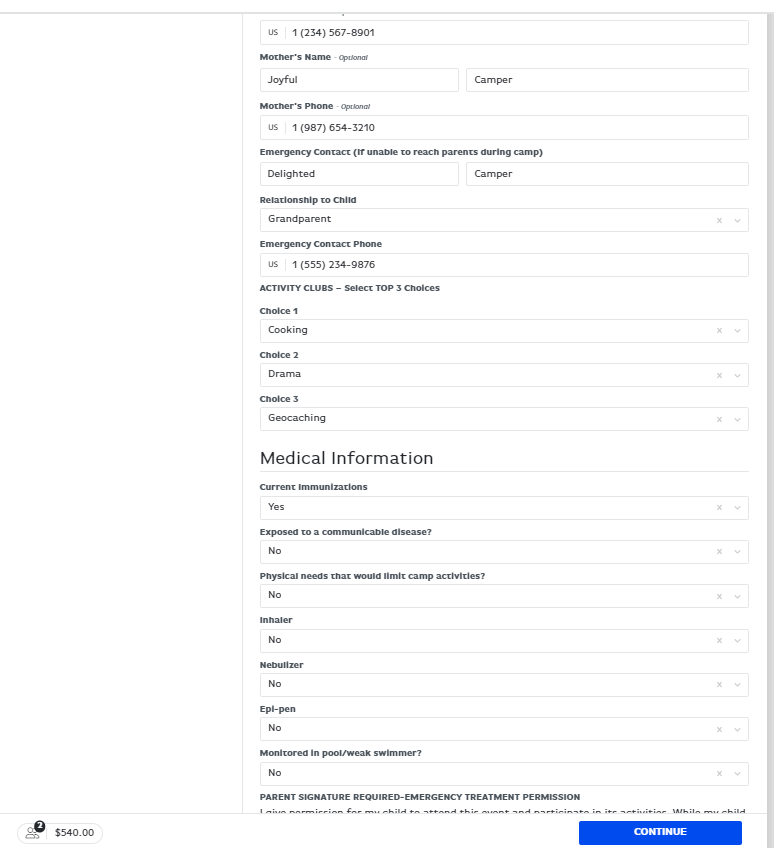 US 1 (234) 567-8901
Mother's Name - Optional
Joyful Camper
Mother's Phone - Optional
US 1 (987) 654-3210
Emergency Contact (If unable to reach parents during camp)
Delighted Camper
Relationship to Child
Grandparent x
Emergency Contact Phone
US 1 (555) 234-9876
ACTIVITY CLUBS – Select TOP 3 Choices
Choice 1
Cooking x
Choice 2
Drama x
Choice 3
Geocaching x
Medical Information
Current Immunizations
Yes x
Exposed to a communicable disease?
No x
Physical needs that would limit camp activities?
No x
Inhaler
No x
Nebulizer
No x
Epi-pen
No x
Monitored in pool/weak swimmer?
No x
PARENT SIGNATURE REQUIRED-EMERGENCY TREATMENT PERMISSION
I give permission for my child to attend this event and participate in its activities. While my child
2 $540.00 CONTINUE